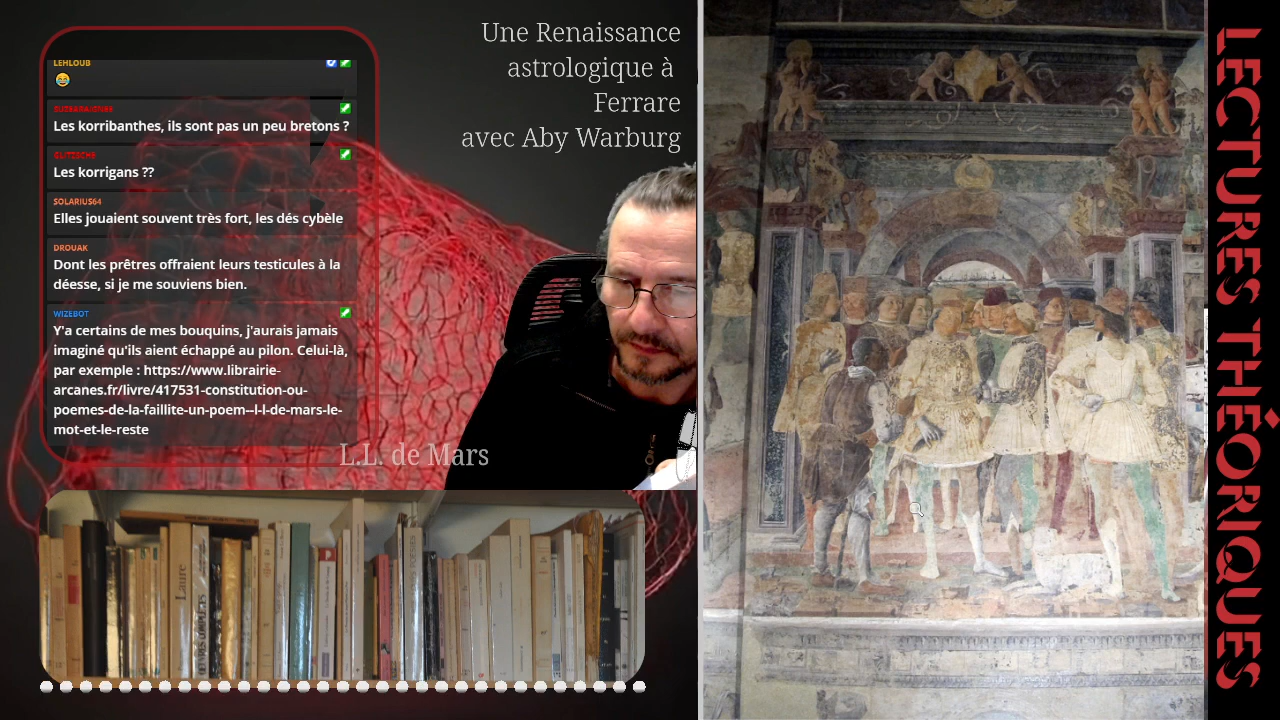 Une Renaissance
astrologique à
Ferrare
avec Aby Warburg
LEHLOUB
😂
Les korribanthes, ils sont pas un peu bretons ?
GLITZSCHB
Les korrigans ??
SOLARIUS64
Elles jouaient souvent très fort, les dés cybèle
DROUAK
Dont les prêtres offraient leurs testicules à la
déesse, si je me souviens bien.
WIZEBOT
Y'a certains de mes bouquins, j'aurais jamais
imaginé qu'ils aient échappé au pilon. Celui-là,
par exemple : https://www.librairie-
arcanes.fr/livre/417531-constitution-ou-
poemes-de-la-faillite-un-poem--l-l-de-mars-le-
mot-et-le-reste
L.L. de Mars
Laure
LECTURES THÉORIQUES